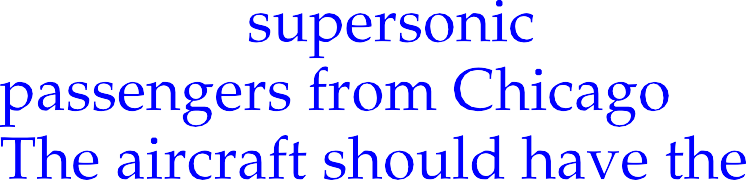 supersonic
passengers from Chicago
The aircraft should have the